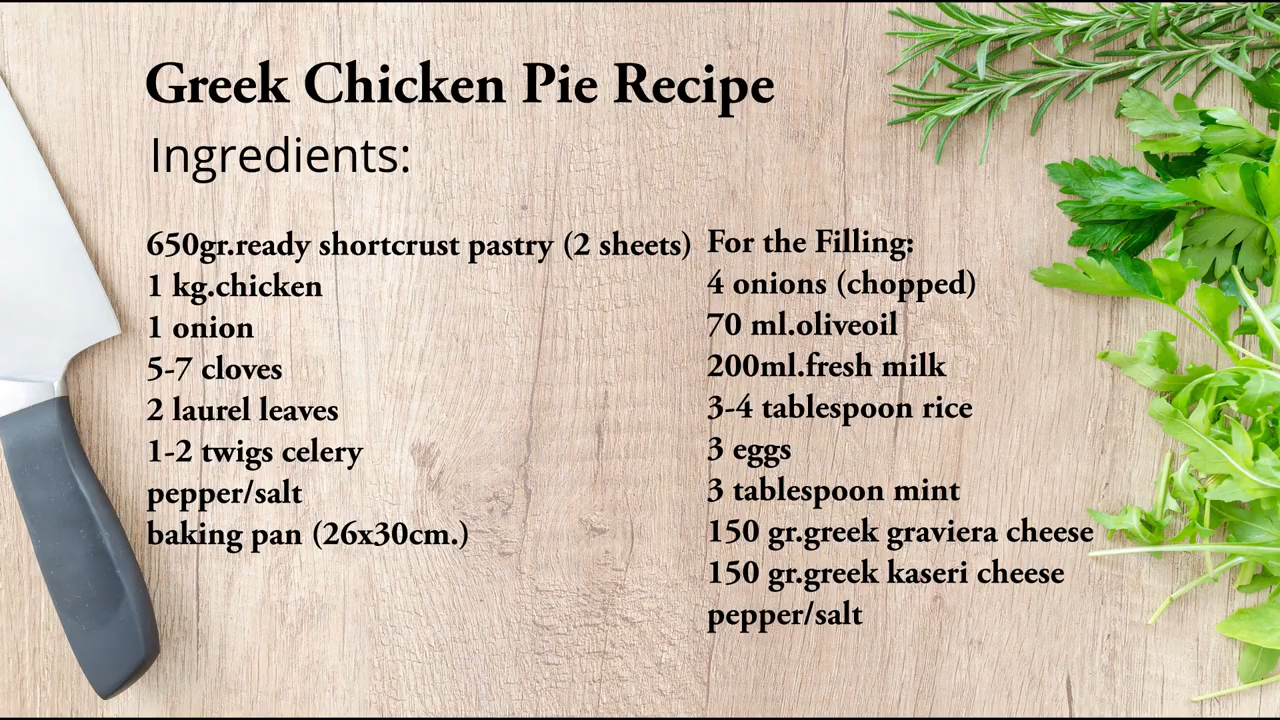 Greek Chicken Pie Recipe
Ingredients:
650gr.ready shortcrust pastry (2 sheets)
1 kg.chicken
1 onion
5-7 cloves
2 laurel leaves
1-2 twigs celery
pepper/salt
baking pan (26x30cm.)
For the Filling:
4 onions (chopped)
70 ml.oliveoil
200ml.fresh milk
3-4 tablespoon rice
3 eggs
3 tablespoon mint
150 gr.greek graviera cheese
150 gr.greek kaseri cheese
pepper/salt